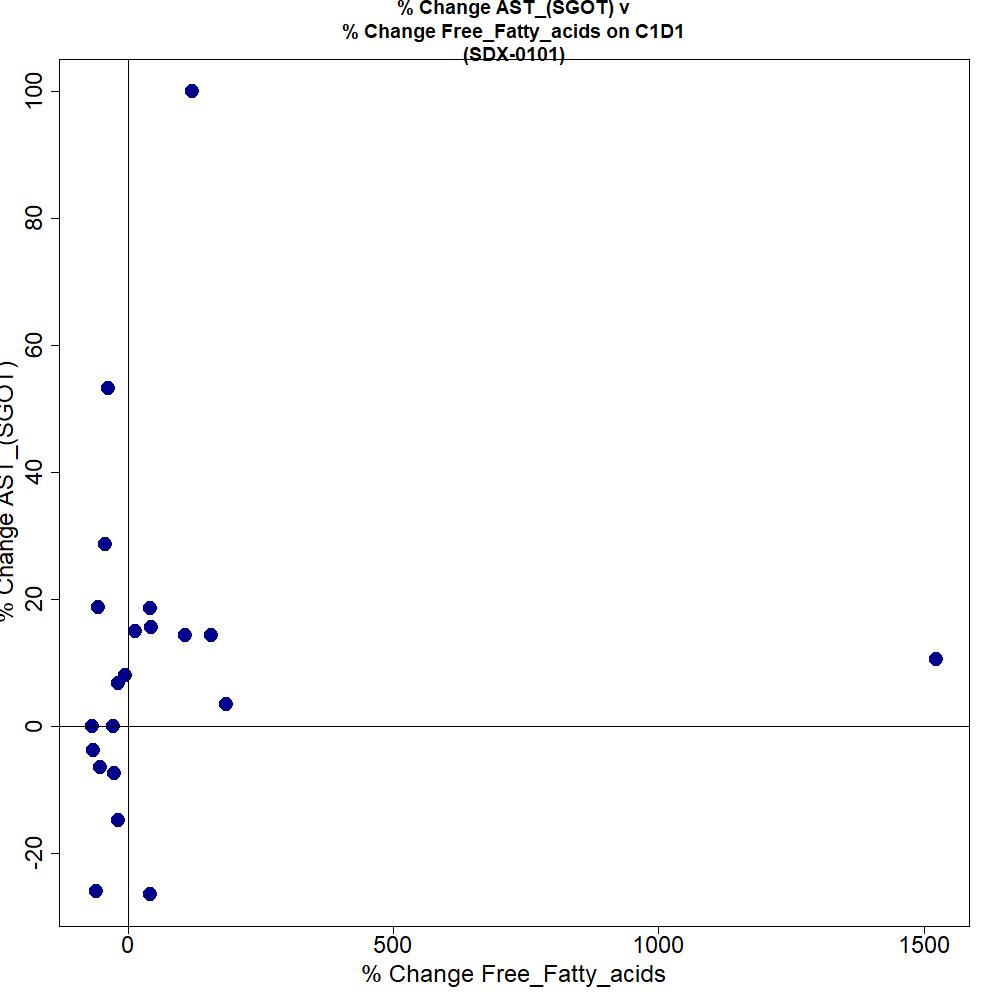 % Change AST_(SGOT) v
% Change Free_Fatty_acids on C1D1
(SDX-0101)
% Change AST_(SGOT)
100
80
60
40
20
0
-20
0
500
1000
1500
% Change Free_Fatty_acids